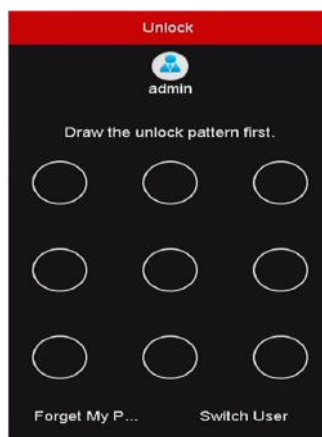 Unlock
admin
Draw the unlock pattern first.
Forget My P...
Switch User